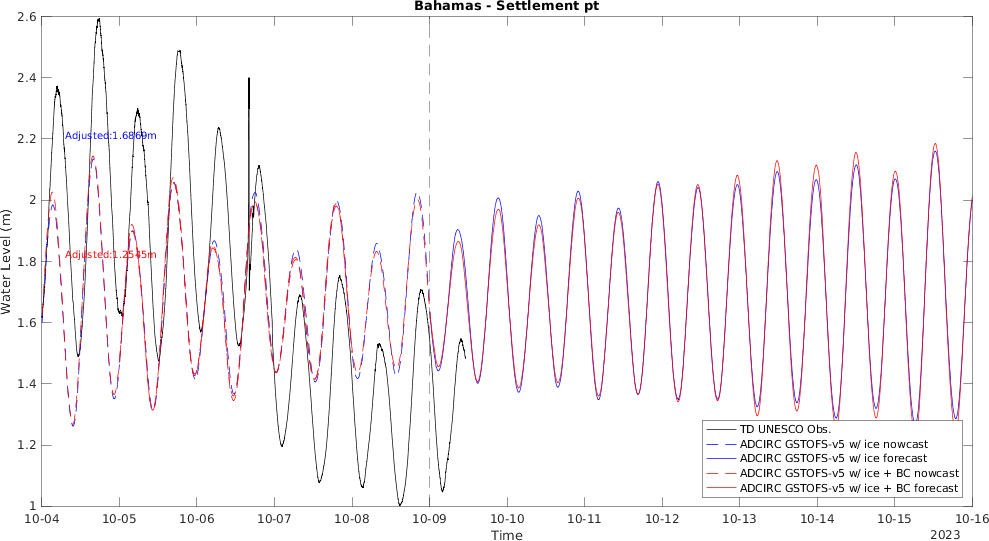 Bahamas - Settlement pt
2.6
2.4
2.2
2
1.8
1.6
1.4
1.2
1
Water Level (m)
Adjusted:1.6869m
Adjusted:1.2545m
TD UNESCO Obs.
ADCIRC GSTOFS-v5 w/ ice nowcast
ADCIRC GSTOFS-v5 w/ ice forecast
ADCIRC GSTOFS-v5 w/ ice + BC nowcast
ADCIRC GSTOFS-v5 w/ ice + BC forecast
10-04 10-05 10-06 10-07 10-08 10-09 10-10 10-11 10-12 10-13 10-14 10-15 10-16
Time
2023